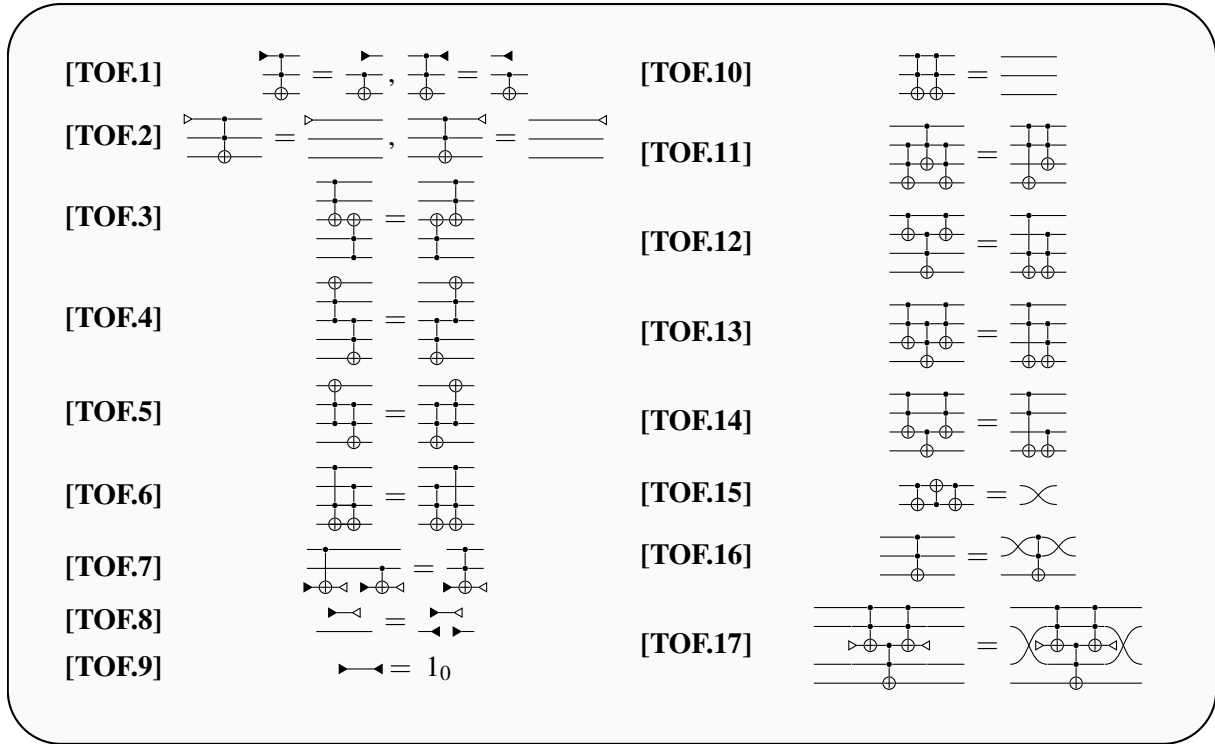 [TOF.1] = , =
[TOF.2] = , =
[TOF.3] =
[TOF.4] =
[TOF.5] =
[TOF.6] =
[TOF.7] =
[TOF.8] =
[TOF.9] = 1₀
[TOF.10] =
[TOF.11] =
[TOF.12] =
[TOF.13] =
[TOF.14] =
[TOF.15] =
[TOF.16] =
[TOF.17] =